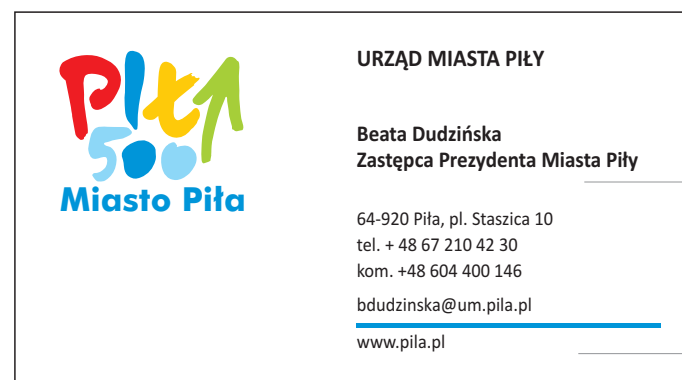 PIŁA
500
Miasto Piła
URZĄD MIASTA PIŁY
Beata Dudzińska
Zastępca Prezydenta Miasta Piły
64-920 Piła, pl. Staszica 10
tel. + 48 67 210 42 30
kom. +48 604 400 146
bdudzinska@um.pila.pl
www.pila.pl